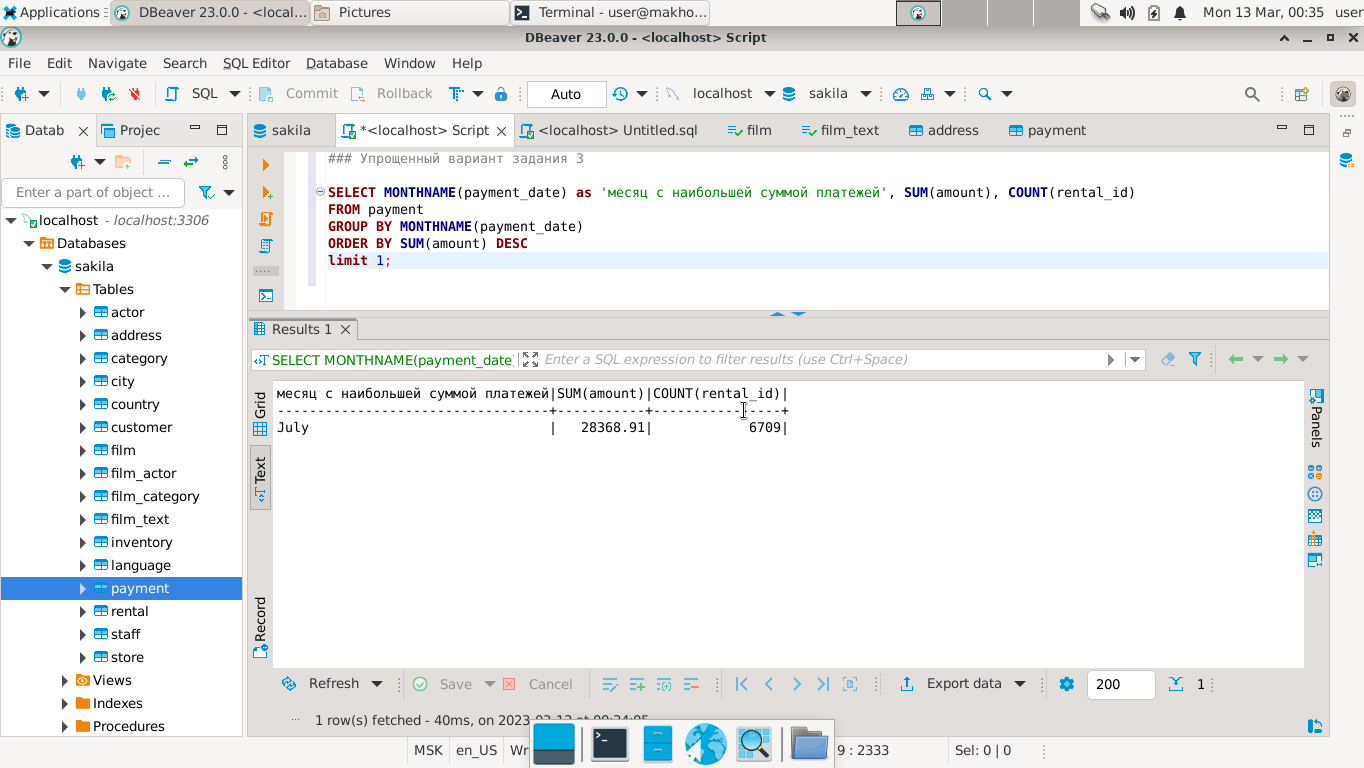 Applications
DBeaver 23.0.0 - <local...
Pictures
Terminal - user@makho...
Mon 13 Mar, 00:35
user
DBeaver 23.0.0 - <localhost> Script
File Edit Navigate Search SQL Editor Database Window Help
SQL
Commit
Rollback
Auto
localhost
sakila
Datab
Projec
sakila
*<localhost> Script
<localhost> Untitled.sql
film
film_text
address
payment
Enter a part of object ...
localhost - localhost:3306
Databases
sakila
Tables
actor
address
category
city
country
customer
film
film_actor
film_category
film_text
inventory
language
payment
rental
staff
store
Views
Indexes
Procedures
### Упрощенный вариант задания 3
SELECT MONTHNAME(payment_date) as 'месяц с наибольшей суммой платежей', SUM(amount), COUNT(rental_id)
FROM payment
GROUP BY MONTHNAME(payment_date)
ORDER BY SUM(amount) DESC
limit 1;
Results 1
SELECT MONTHNAME(payment_date
Enter a SQL expression to filter results (use Ctrl+Space)
Grid
Text
Record
месяц с наибольшей суммой платежей|SUM(amount)|COUNT(rental_id)|
----------------------------------+-----------+----------------+
July | 28368.91| 6709|
Panels
Refresh
Save
Cancel
Export data
200
1
1 row(s) fetched - 40ms, on 2023-03-13 at 00:34:05
MSK
en_US
Wr
9 : 2333
Sel: 0 | 0